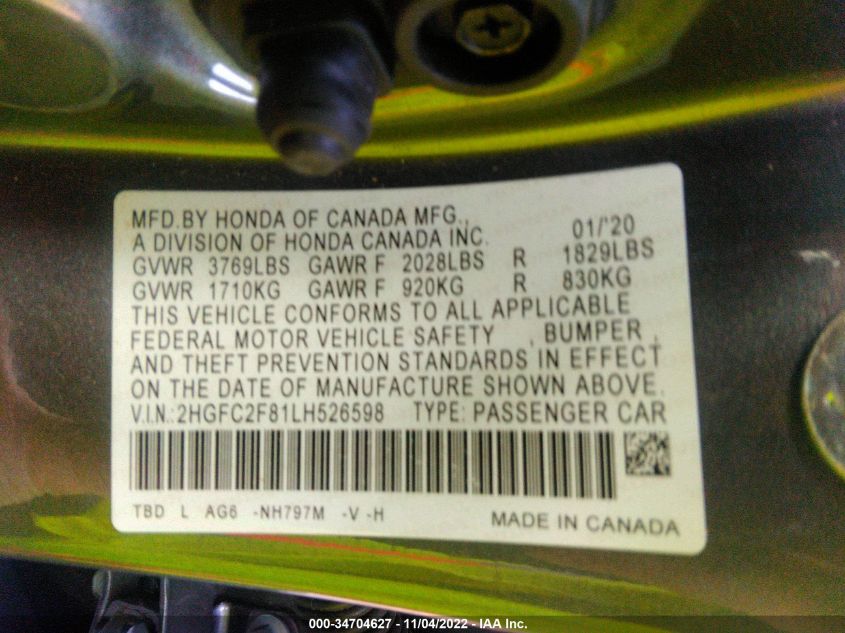 MFD.BY HONDA OF CANADA MFG.,
A DIVISION OF HONDA CANADA INC. 01/'20
GVWR 3769LBS GAWR F 2028LBS R 1829LBS
GVWR 1710KG GAWR F 920KG R 830KG
THIS VEHICLE CONFORMS TO ALL APPLICABLE
FEDERAL MOTOR VEHICLE SAFETY , BUMPER ,
AND THEFT PREVENTION STANDARDS IN EFFECT
ON THE DATE OF MANUFACTURE SHOWN ABOVE.
V.I.N.:2HGFC2F81LH526598 TYPE: PASSENGER CAR
TBD L AG6 -NH797M -V -H
MADE IN CANADA
000-34704627 - 11/04/2022 - IAA Inc.